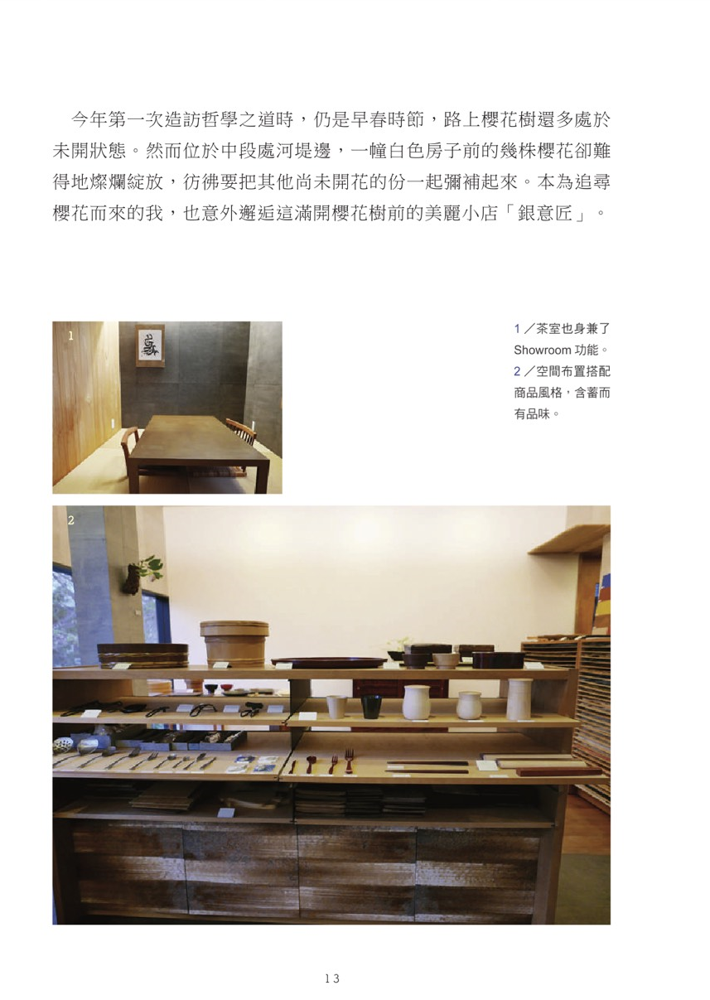 今年第一次造訪哲學之道時，仍是早春時節，路上櫻花樹還多處於
未開狀態。然而位於中段處河堤邊，一幢白色房子前的幾株櫻花卻難
得地燦爛綻放，彷彿要把其他尚未開花的份一起彌補起來。本為追尋
櫻花而來的我，也意外邂逅這滿開櫻花樹前的美麗小店「銀意匠」。
1
1／茶室也身兼了
Showroom 功能。
2／空間布置搭配
商品風格，含蓄而
有品味。
2
13